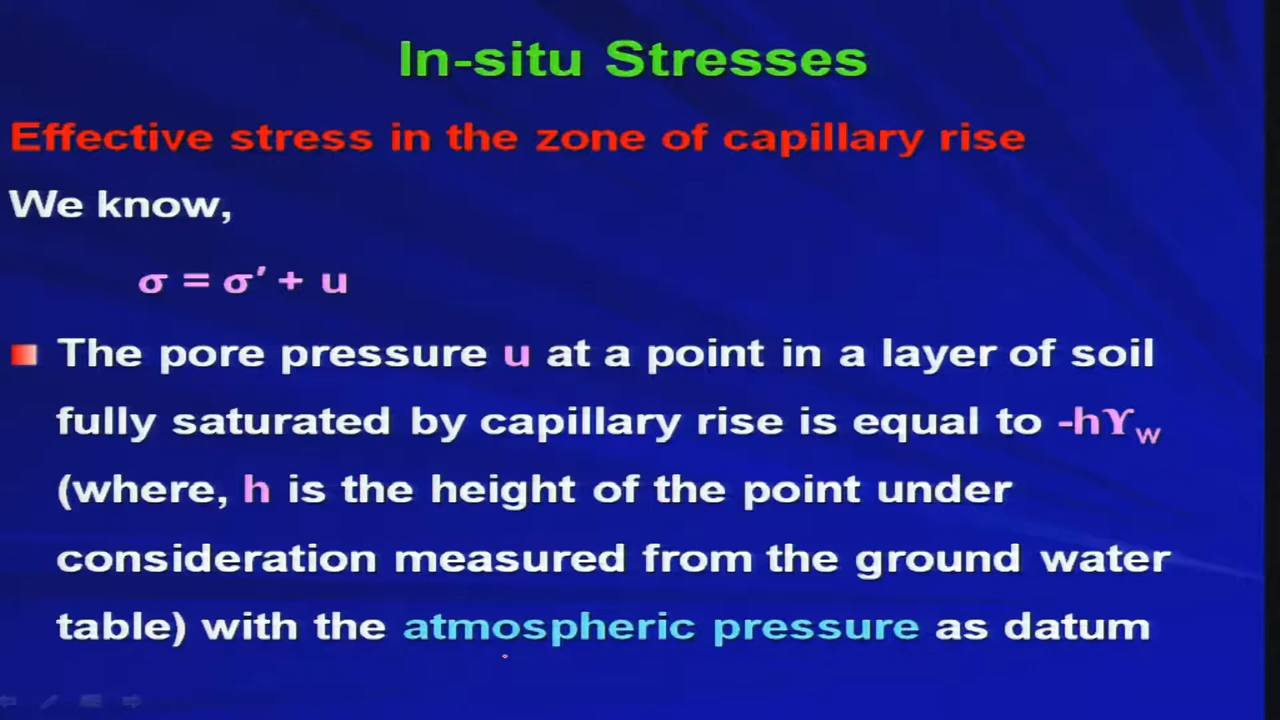 In-situ Stresses
Effective stress in the zone of capillary rise
We know,
σ = σ′ + u
The pore pressure u at a point in a layer of soil
fully saturated by capillary rise is equal to -hϒw
(where, h is the height of the point under
consideration measured from the ground water
table) with the atmospheric pressure as datum